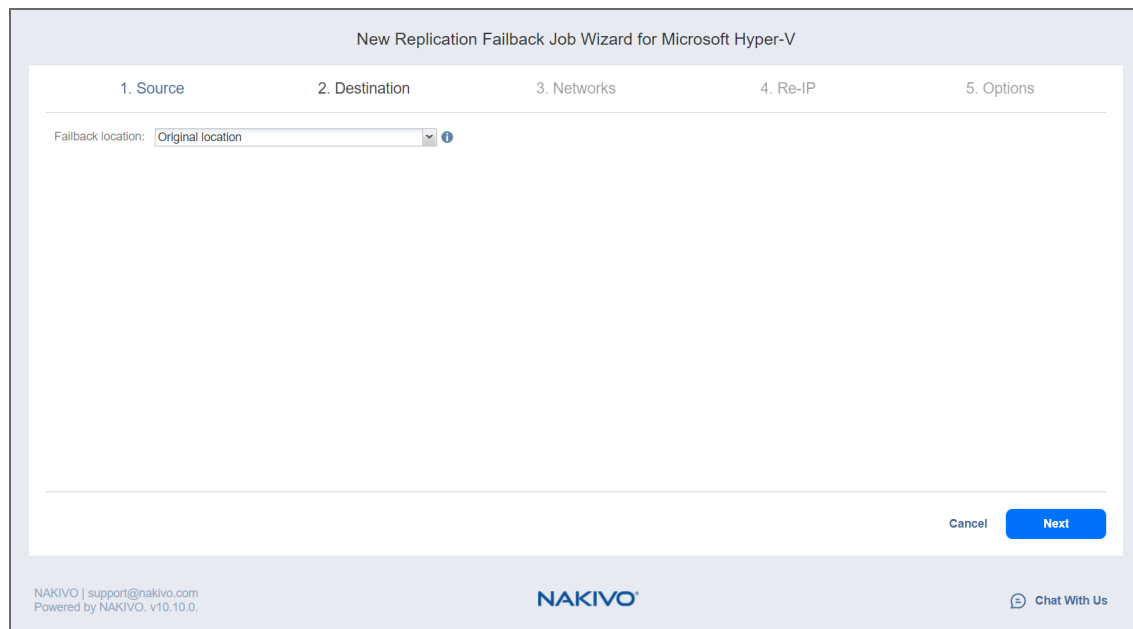 New Replication Failback Job Wizard for Microsoft Hyper-V
1. Source 2. Destination 3. Networks 4. Re-IP 5. Options
Failback location: Original location
Cancel Next
NAKIVO | support@nakivo.com
Powered by NAKIVO. v10.10.0.
NAKIVO®
Chat With Us